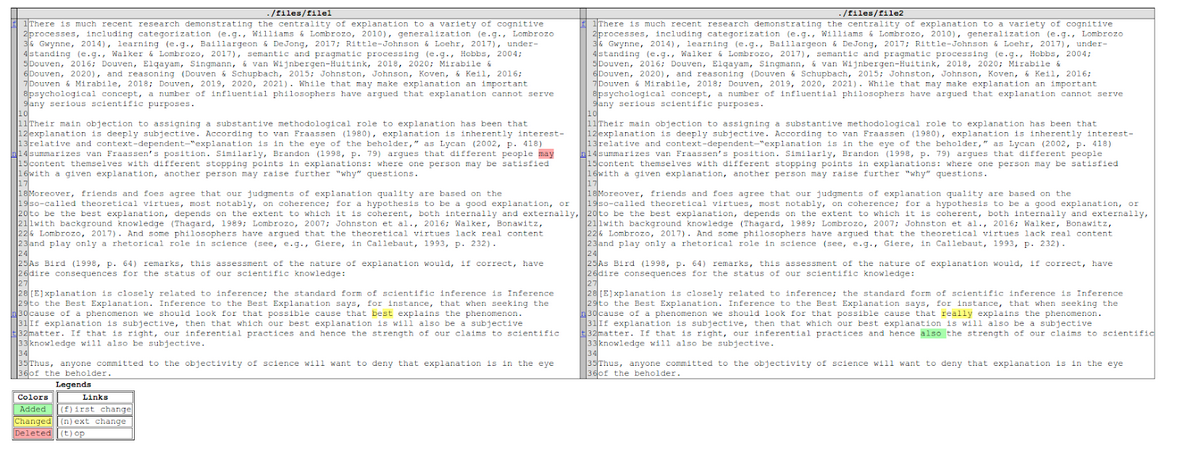 ./files/file1
f 1 There is much recent research demonstrating the centrality of explanation to a variety of cognitive
2 processes, including categorization (e.g., Williams & Lombrozo, 2010), generalization (e.g., Lombrozo
3 & Gwynne, 2014), learning (e.g., Baillargeon & DeJong, 2017; Rittle-Johnson & Loehr, 2017), under-
4 standing (e.g., Walker & Lombrozo, 2017), semantic and pragmatic processing (e.g., Hobbs, 2004;
5 Douven, 2016; Douven, Elqayam, Singmann, & van Wijnbergen-Huitink, 2018, 2020; Mirabile &
6 Douven, 2020), and reasoning (Douven & Schupbach, 2015; Johnston, Johnson, Koven, & Keil, 2016;
7 Douven & Mirabile, 2018; Douven, 2019, 2020, 2021). While that may make explanation an important
8 psychological concept, a number of influential philosophers have argued that explanation cannot serve
9 any serious scientific purposes.
10
11 Their main objection to assigning a substantive methodological role to explanation has been that
12 explanation is deeply subjective. According to van Fraassen (1980), explanation is inherently interest-
13 relative and context-dependent—“explanation is in the eye of the beholder,” as Lycan (2002, p. 418)
n 14 summarizes van Fraassen’s position. Similarly, Brandon (1998, p. 79) argues that different people may
15 content themselves with different stopping points in explanations: where one person may be satisfied
16 with a given explanation, another person may raise further “why” questions.
17
18 Moreover, friends and foes agree that our judgments of explanation quality are based on the
19 so-called theoretical virtues, most notably, on coherence; for a hypothesis to be a good explanation, or
20 to be the best explanation, depends on the extent to which it is coherent, both internally and externally,
21 with background knowledge (Thagard, 1989; Lombrozo, 2007; Johnston et al., 2016; Walker, Bonawitz,
22 & Lombrozo, 2017). And some philosophers have argued that the theoretical virtues lack real content
23 and play only a rhetorical role in science (see, e.g., Giere, in Callebaut, 1993, p. 232).
24
25 As Bird (1998, p. 64) remarks, this assessment of the nature of explanation would, if correct, have
26 dire consequences for the status of our scientific knowledge:
27
28 [E]xplanation is closely related to inference; the standard form of scientific inference is Inference
29 to the Best Explanation. Inference to the Best Explanation says, for instance, that when seeking the
n 30 cause of a phenomenon we should look for that possible cause that best explains the phenomenon.
31 If explanation is subjective, then that which our best explanation is will also be a subjective
t 32 matter. If that is right, our inferential practices and hence the strength of our claims to scientific
33 knowledge will also be subjective.
34
35 Thus, anyone committed to the objectivity of science will want to deny that explanation is in the eye
36 of the beholder.
./files/file2
f 1 There is much recent research demonstrating the centrality of explanation to a variety of cognitive
2 processes, including categorization (e.g., Williams & Lombrozo, 2010), generalization (e.g., Lombrozo
3 & Gwynne, 2014), learning (e.g., Baillargeon & DeJong, 2017; Rittle-Johnson & Loehr, 2017), under-
4 standing (e.g., Walker & Lombrozo, 2017), semantic and pragmatic processing (e.g., Hobbs, 2004;
5 Douven, 2016; Douven, Elqayam, Singmann, & van Wijnbergen-Huitink, 2018, 2020; Mirabile &
6 Douven, 2020), and reasoning (Douven & Schupbach, 2015; Johnston, Johnson, Koven, & Keil, 2016;
7 Douven & Mirabile, 2018; Douven, 2019, 2020, 2021). While that may make explanation an important
8 psychological concept, a number of influential philosophers have argued that explanation cannot serve
9 any serious scientific purposes.
10
11 Their main objection to assigning a substantive methodological role to explanation has been that
12 explanation is deeply subjective. According to van Fraassen (1980), explanation is inherently interest-
13 relative and context-dependent—“explanation is in the eye of the beholder,” as Lycan (2002, p. 418)
n 14 summarizes van Fraassen’s position. Similarly, Brandon (1998, p. 79) argues that different people
15 content themselves with different stopping points in explanations: where one person may be satisfied
16 with a given explanation, another person may raise further “why” questions.
17
18 Moreover, friends and foes agree that our judgments of explanation quality are based on the
19 so-called theoretical virtues, most notably, on coherence; for a hypothesis to be a good explanation, or
20 to be the best explanation, depends on the extent to which it is coherent, both internally and externally,
21 with background knowledge (Thagard, 1989; Lombrozo, 2007; Johnston et al., 2016; Walker, Bonawitz,
22 & Lombrozo, 2017). And some philosophers have argued that the theoretical virtues lack real content
23 and play only a rhetorical role in science (see, e.g., Giere, in Callebaut, 1993, p. 232).
24
25 As Bird (1998, p. 64) remarks, this assessment of the nature of explanation would, if correct, have
26 dire consequences for the status of our scientific knowledge:
27
28 [E]xplanation is closely related to inference; the standard form of scientific inference is Inference
29 to the Best Explanation. Inference to the Best Explanation says, for instance, that when seeking the
n 30 cause of a phenomenon we should look for that possible cause that really explains the phenomenon.
31 If explanation is subjective, then that which our best explanation is will also be a subjective
t 32 matter. If that is right, our inferential practices and hence also the strength of our claims to scientific
33 knowledge will also be subjective.
34
35 Thus, anyone committed to the objectivity of science will want to deny that explanation is in the eye
36 of the beholder.
Legends
Colors Links
Added (f)irst change
Changed (n)ext change
Deleted (t)op